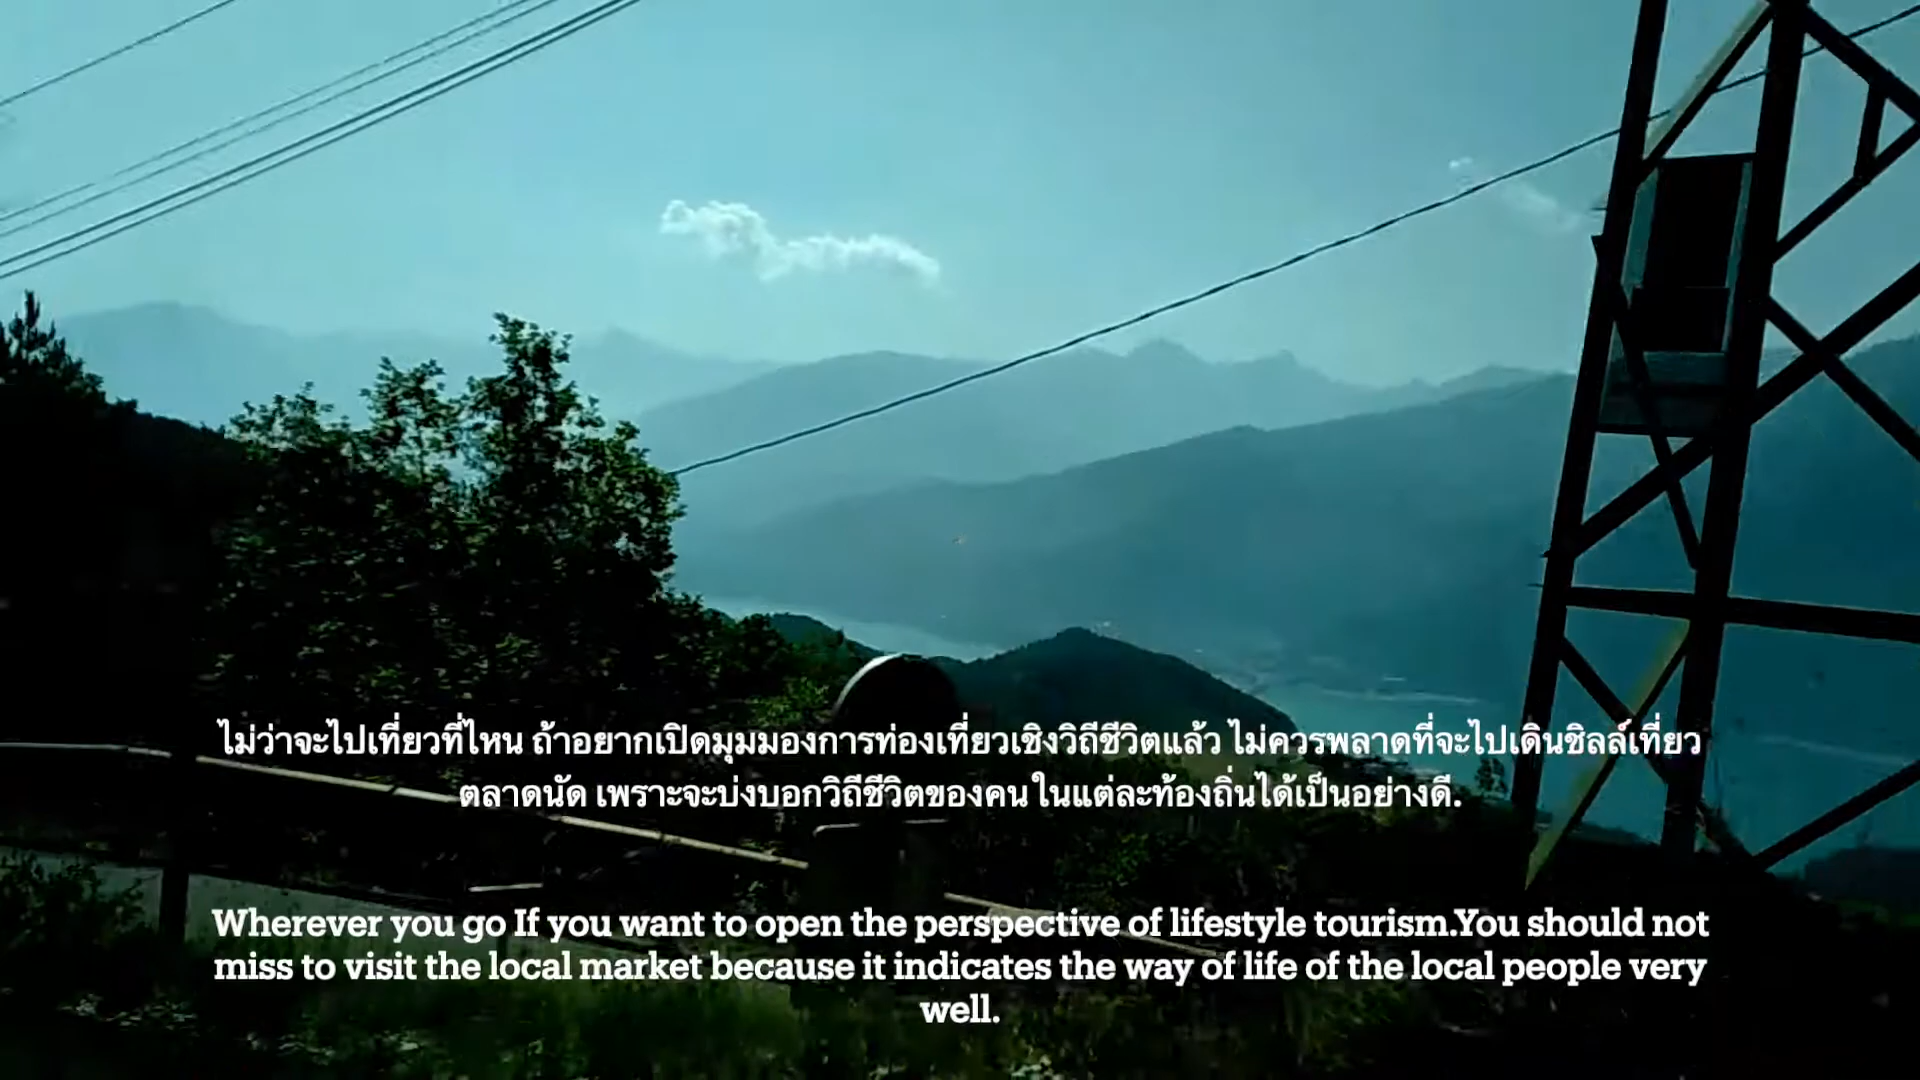 ไม่ว่าจะไปเที่ยวที่ไหน ถ้าอยากเปิดมุมมองการท่องเที่ยวเชิงวิถีชีวิตแล้ว ไม่ควรพลาดที่จะไปเดินชิลล์เที่ยว
ตลาดนัด เพราะจะบ่งบอกวิถีชีวิตของคนในแต่ละท้องถิ่นได้เป็นอย่างดี.
Wherever you go If you want to open the perspective of lifestyle tourism.You should not
miss to visit the local market because it indicates the way of life of the local people very
well.